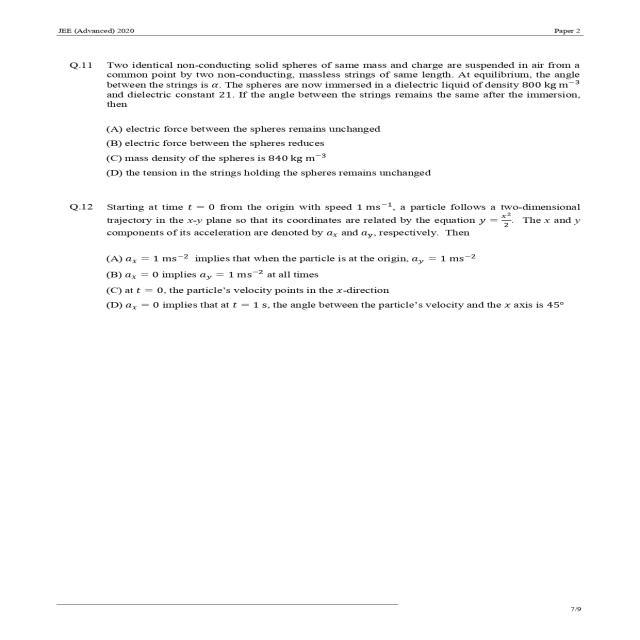 JEE (Advanced) 2020 Paper 2
Q.11 Two identical non-conducting solid spheres of same mass and charge are suspended in air from a
common point by two non-conducting, massless strings of same length. At equilibrium, the angle
between the strings is α. The spheres are now immersed in a dielectric liquid of density 800 kg m⁻³
and dielectric constant 21. If the angle between the strings remains the same after the immersion,
then
(A) electric force between the spheres remains unchanged
(B) electric force between the spheres reduces
(C) mass density of the spheres is 840 kg m⁻³
(D) the tension in the strings holding the spheres remains unchanged
Q.12 Starting at time t = 0 from the origin with speed 1 ms⁻¹, a particle follows a two-dimensional
trajectory in the x-y plane so that its coordinates are related by the equation y = x²/2. The x and y
components of its acceleration are denoted by aₓ and a_y, respectively. Then
(A) aₓ = 1 ms⁻² implies that when the particle is at the origin, a_y = 1 ms⁻²
(B) aₓ = 0 implies a_y = 1 ms⁻² at all times
(C) at t = 0, the particle's velocity points in the x-direction
(D) aₓ = 0 implies that at t = 1 s, the angle between the particle's velocity and the x axis is 45°
7/9